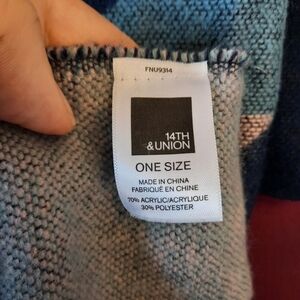 FNU9314
14TH
&UNION
ONE SIZE
MADE IN CHINA
FABRIQUÉ EN CHINE
70% ACRYLIC/ACRYLIQUE
30% POLYESTER